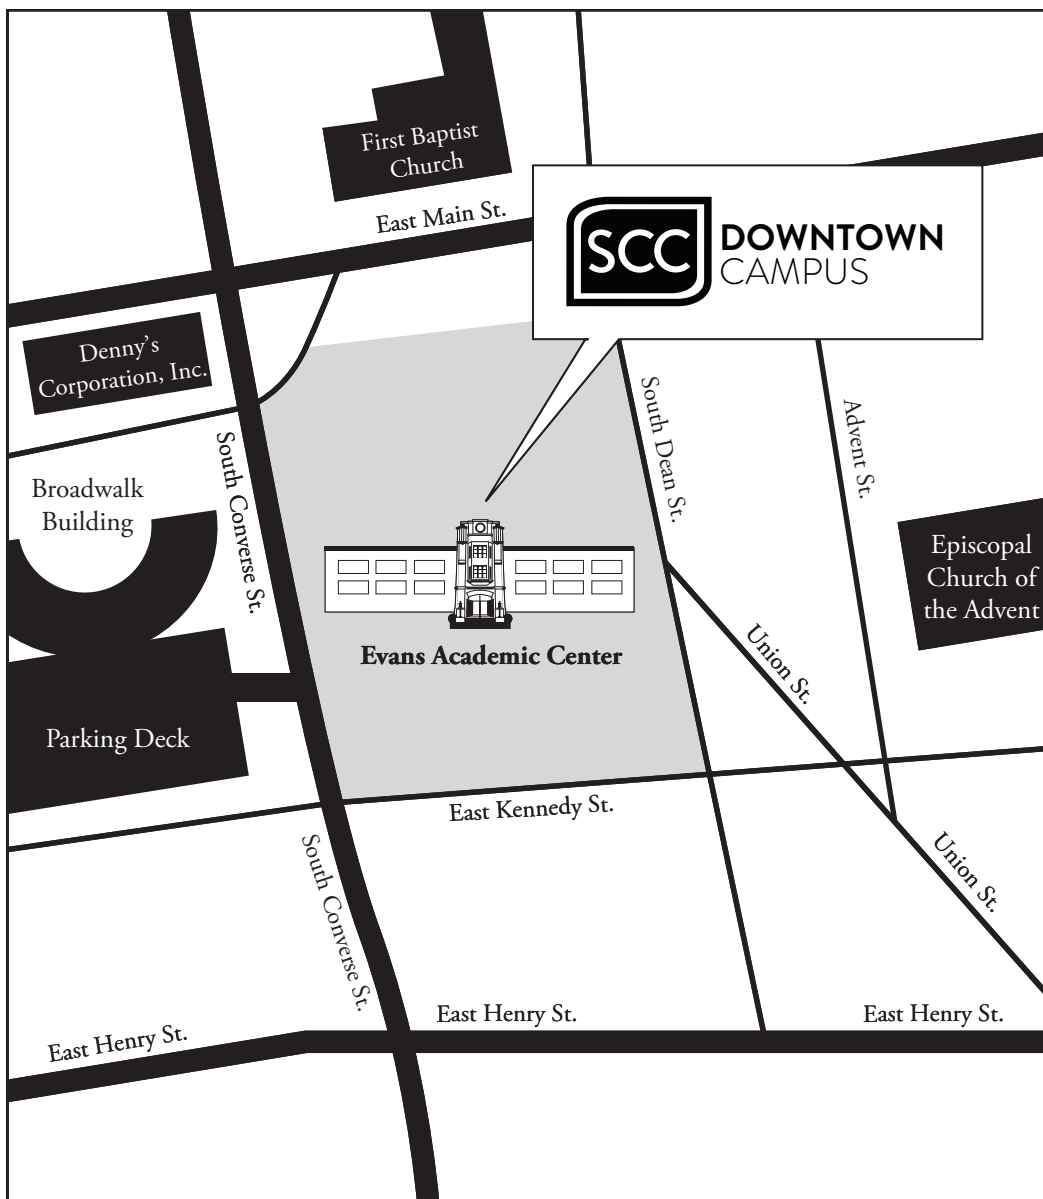 First Baptist
Church
East Main St.
SCC
DOWNTOWN
CAMPUS
Denny’s
Corporation, Inc.
South Dean St.
Advent St.
South Converse St.
Broadwalk
Building
Episcopal
Church of
the Advent
Evans Academic Center
Union St.
Parking Deck
East Kennedy St.
South Converse St.
Union St.
East Henry St.
East Henry St.
East Henry St.